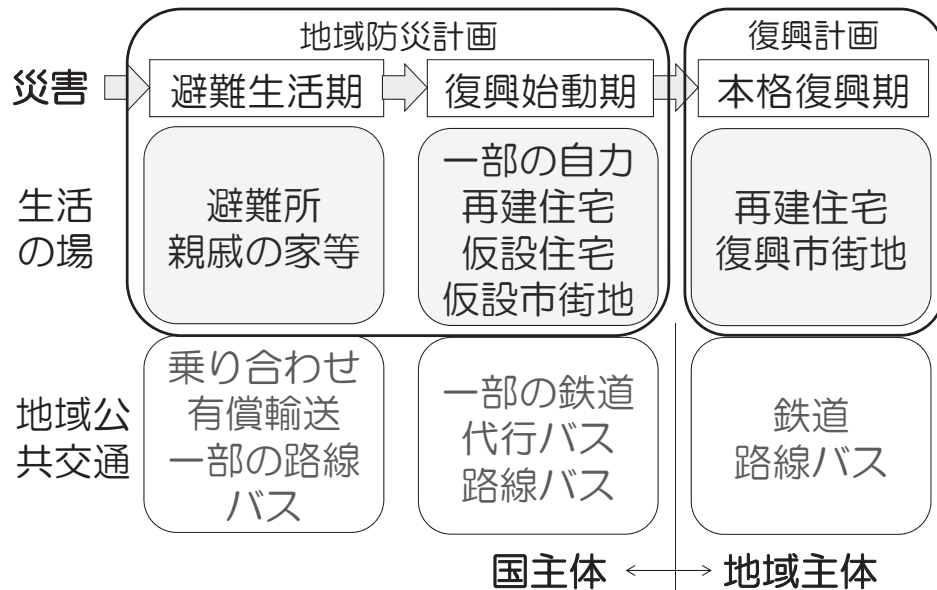 地域防災計画
復興計画
災害
避難生活期
復興始動期
本格復興期
生活
の場
避難所
親戚の家等
一部の自力
再建住宅
仮設住宅
仮設市街地
再建住宅
復興市街地
地域公
共交通
乗り合わせ
有償輸送
一部の路線
バス
一部の鉄道
代行バス
路線バス
鉄道
路線バス
国主体
地域主体